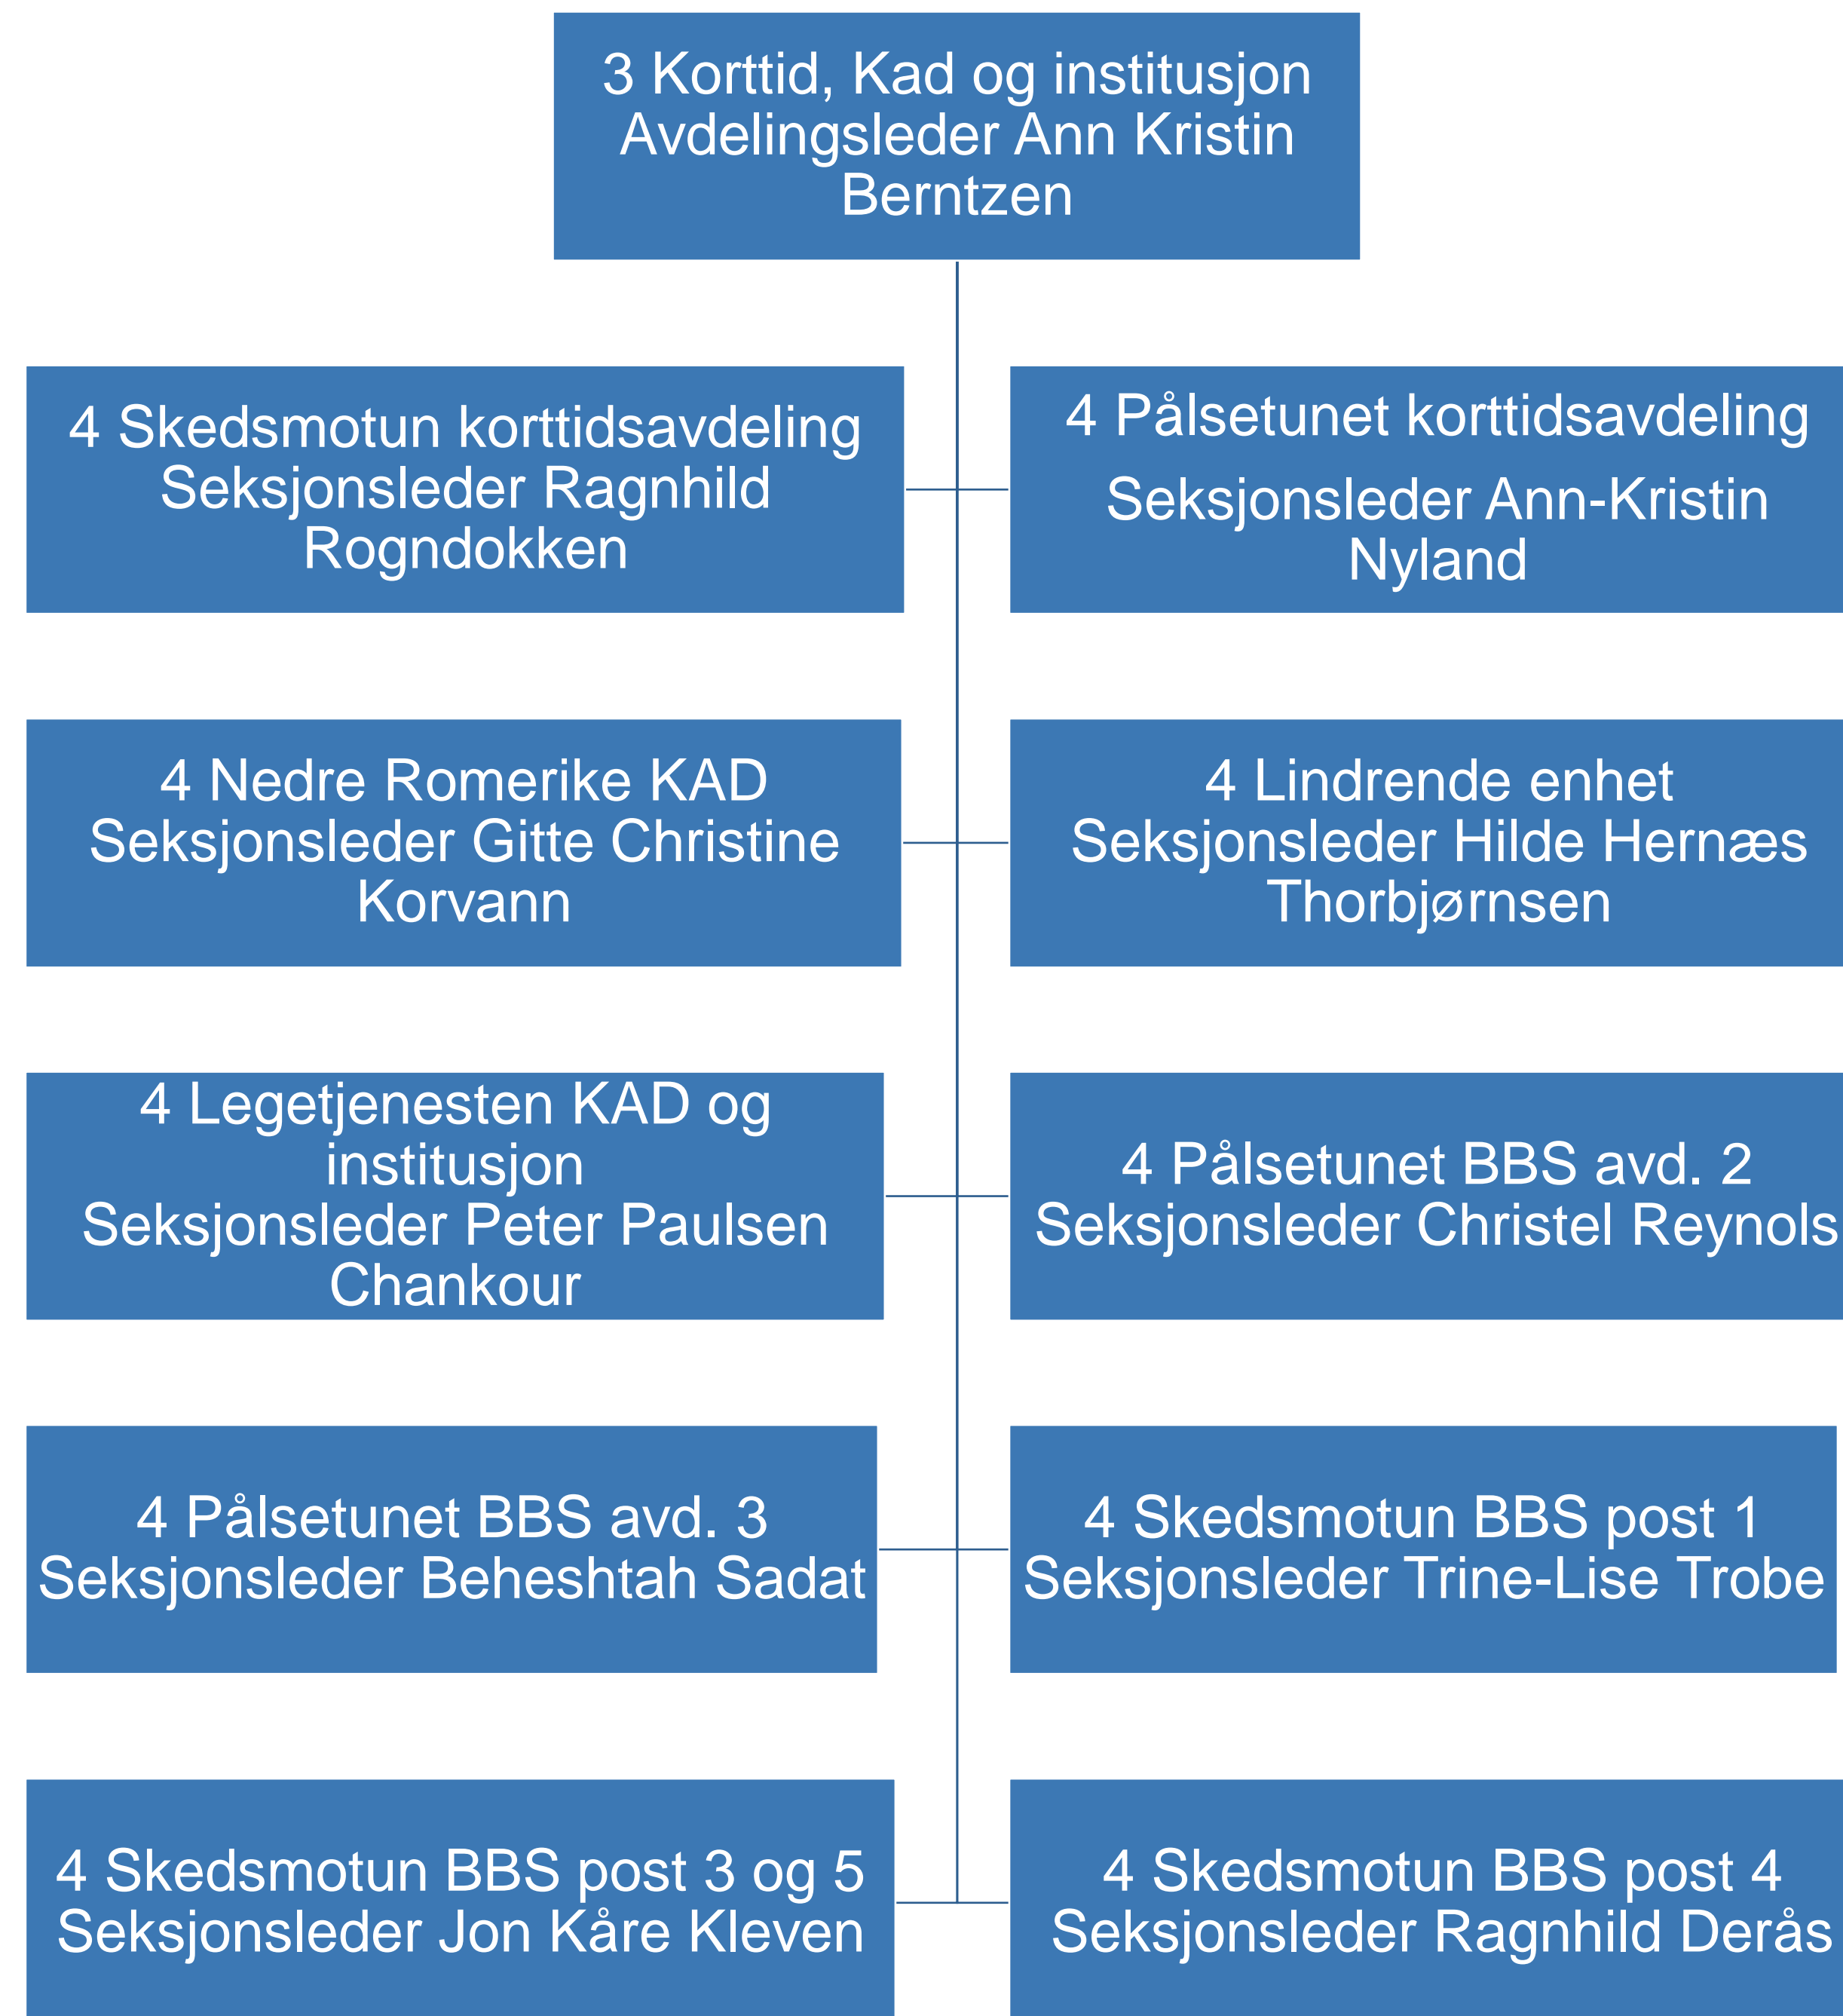 3 Korttid, Kad og institusjon
Avdelingsleder Ann Kristin
Berntzen
4 Skedsmotun korttidsavdeling
Seksjonsleder Ragnhild
Rogndokken
4 Pålsetunet korttidsavdeling
Seksjonsleder Ann-Kristin
Nyland
4 Nedre Romerike KAD
Seksjonsleder Gitte Christine
Korvann
4 Lindrende enhet
Seksjonsleder Hilde Hernæs
Thorbjørnsen
4 Legetjenesten KAD og
institusjon
Seksjonsleder Peter Paulsen
Chankour
4 Pålsetunet BBS avd. 2
Seksjonsleder Christel Reynols
4 Pålsetunet BBS avd. 3
Seksjonsleder Beheshtah Sadat
4 Skedsmotun BBS post 1
Seksjonsleder Trine-Lise Trobe
4 Skedsmotun BBS post 3 og 5
Seksjonsleder Jon Kåre Kleven
4 Skedsmotun BBS post 4
Seksjonsleder Ragnhild Derås